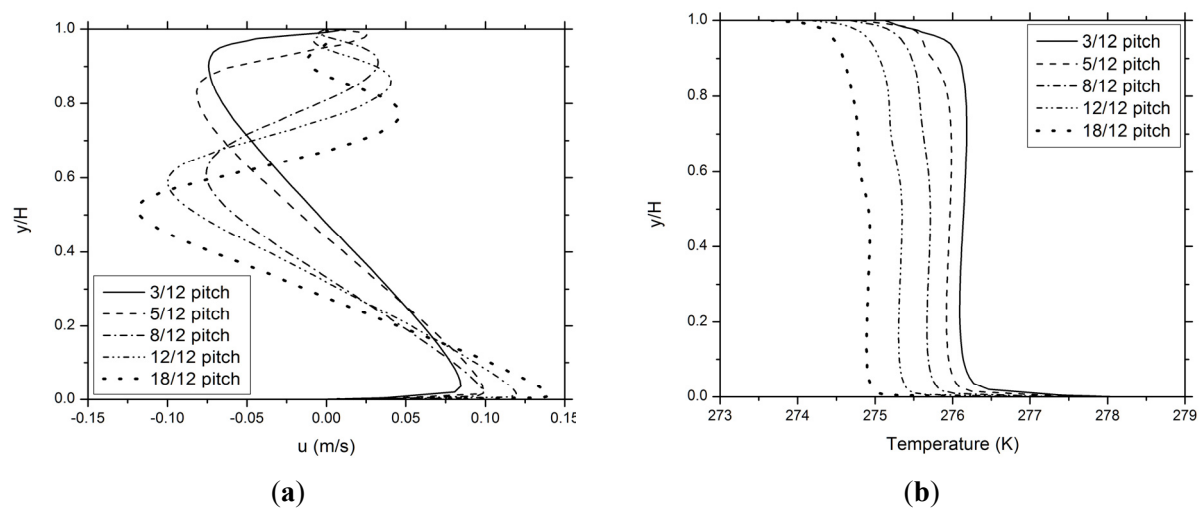 1.0
0.8
0.6
0.4
0.2
0.0
y/H
3/12 pitch
5/12 pitch
8/12 pitch
12/12 pitch
18/12 pitch
-0.15 -0.10 -0.05 0.00 0.05 0.10 0.15
u (m/s)
(a)
1.0
0.8
0.6
0.4
0.2
0.0
y/H
3/12 pitch
5/12 pitch
8/12 pitch
12/12 pitch
18/12 pitch
273 274 275 276 277 278 279
Temperature (K)
(b)